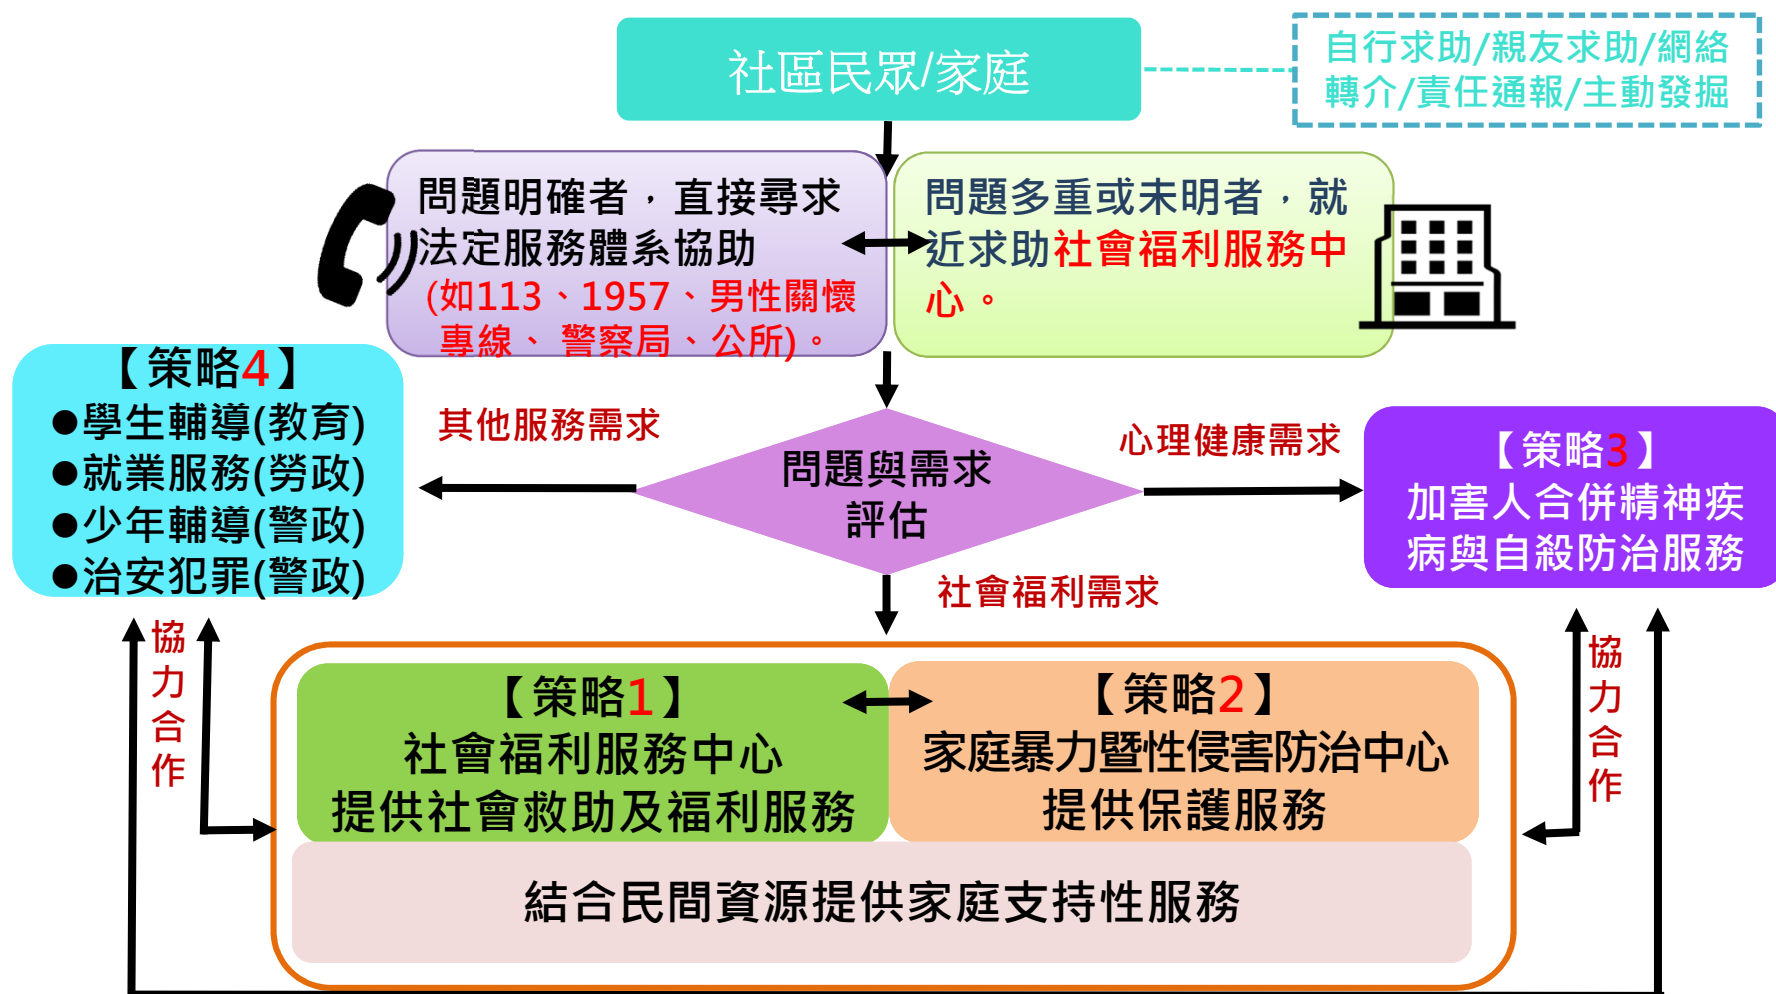 社區民眾/家庭
自行求助/親友求助/網絡
轉介/責任通報/主動發掘
問題明確者，直接尋求
法定服務體系協助
(如113、1957、男性關懷
專線、 警察局、公所)。
問題多重或未明者，就
近求助社會福利服務中
心。
【策略4】
●學生輔導(教育)
●就業服務(勞政)
●少年輔導(警政)
●治安犯罪(警政)
其他服務需求
問題與需求
評估
心理健康需求
【策略3】
加害人合併精神疾
病與自殺防治服務
社會福利需求
協
力
合
作
【策略1】
社會福利服務中心
提供社會救助及福利服務
【策略2】
家庭暴力暨性侵害防治中心
提供保護服務
協
力
合
作
結合民間資源提供家庭支持性服務